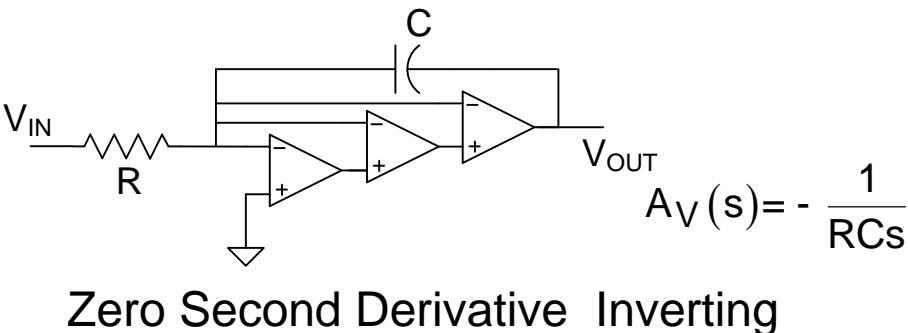 C
V_IN
R
V_OUT
A_V(s)= - 1/RCs
Zero Second Derivative Inverting